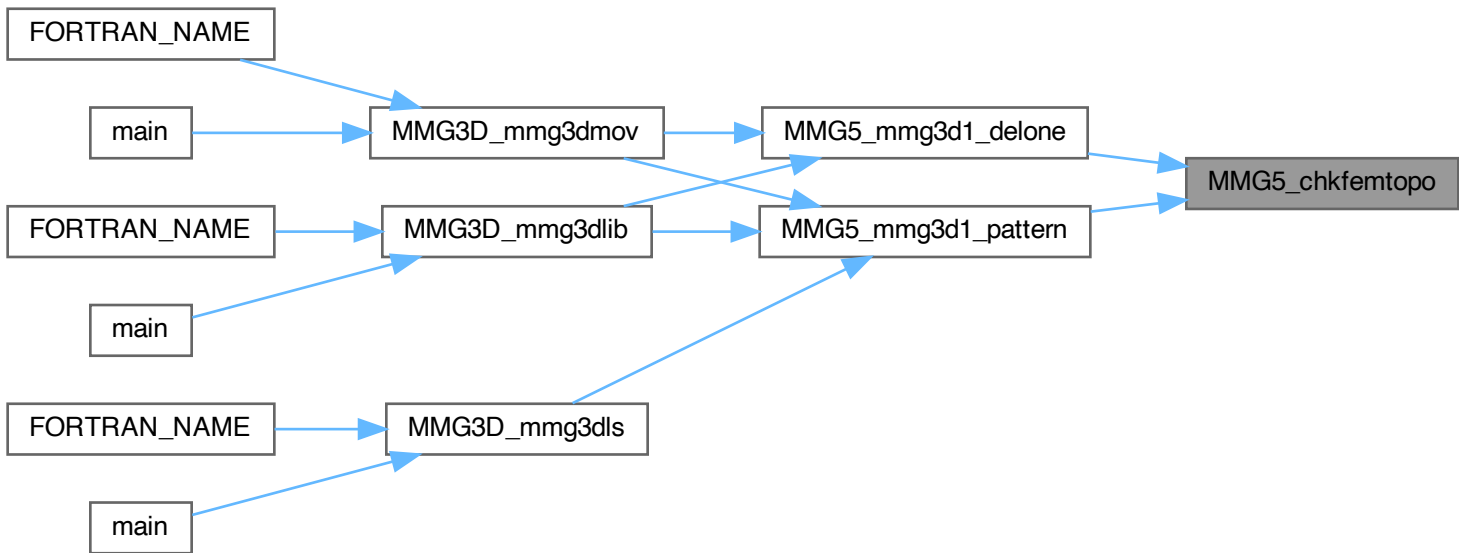 FORTRAN_NAME
main
MMG3D_mmg3dmov
MMG5_mmg3d1_delone
MMG5_chkfemtopo
FORTRAN_NAME
MMG3D_mmg3dlib
MMG5_mmg3d1_pattern
main
FORTRAN_NAME
MMG3D_mmg3dls
main